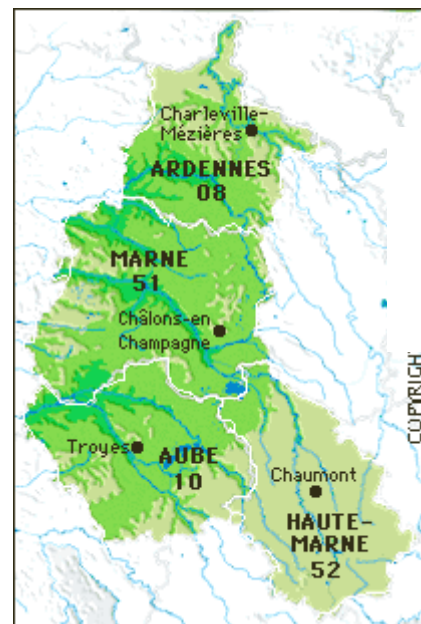 Charleville-
Mézières
ARDENNES
08
MARNE
51
Châlons-en
Champagne
COPYRIGH
Troyes
AUBE
10
Chaumont
HAUTE-
MARNE
52